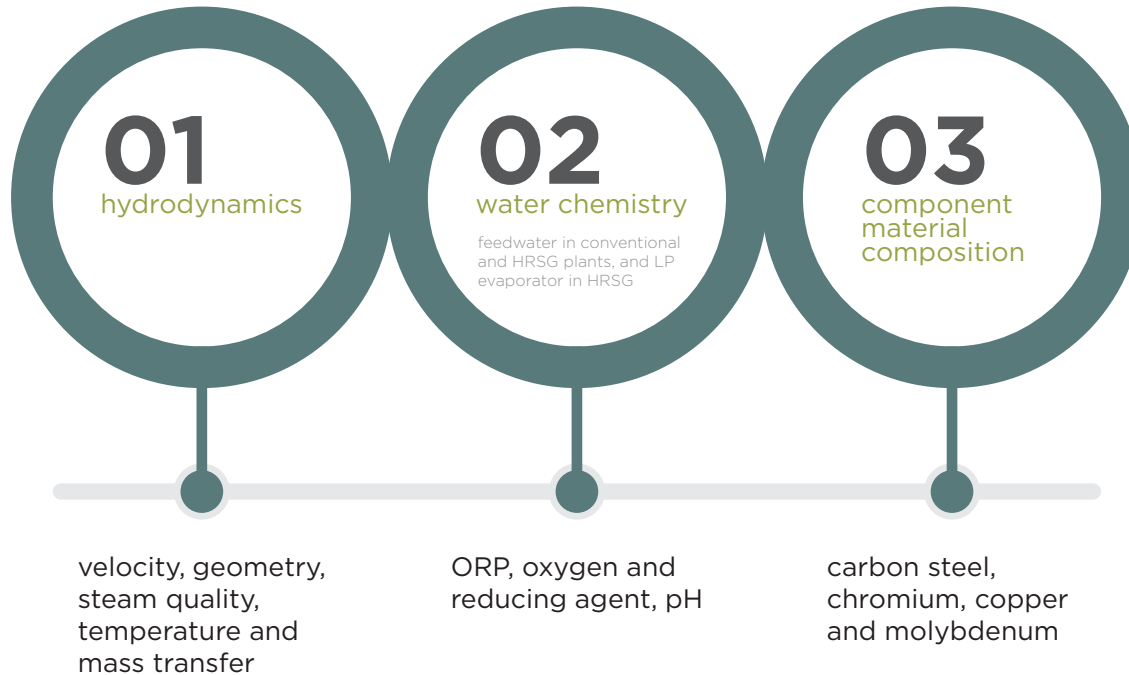 01
hydrodynamics
02
water chemistry
feedwater in conventional
and HRSG plants, and LP
evaporator in HRSG
03
component
material
composition
velocity, geometry,
steam quality,
temperature and
mass transfer
ORP, oxygen and
reducing agent, pH
carbon steel,
chromium, copper
and molybdenum